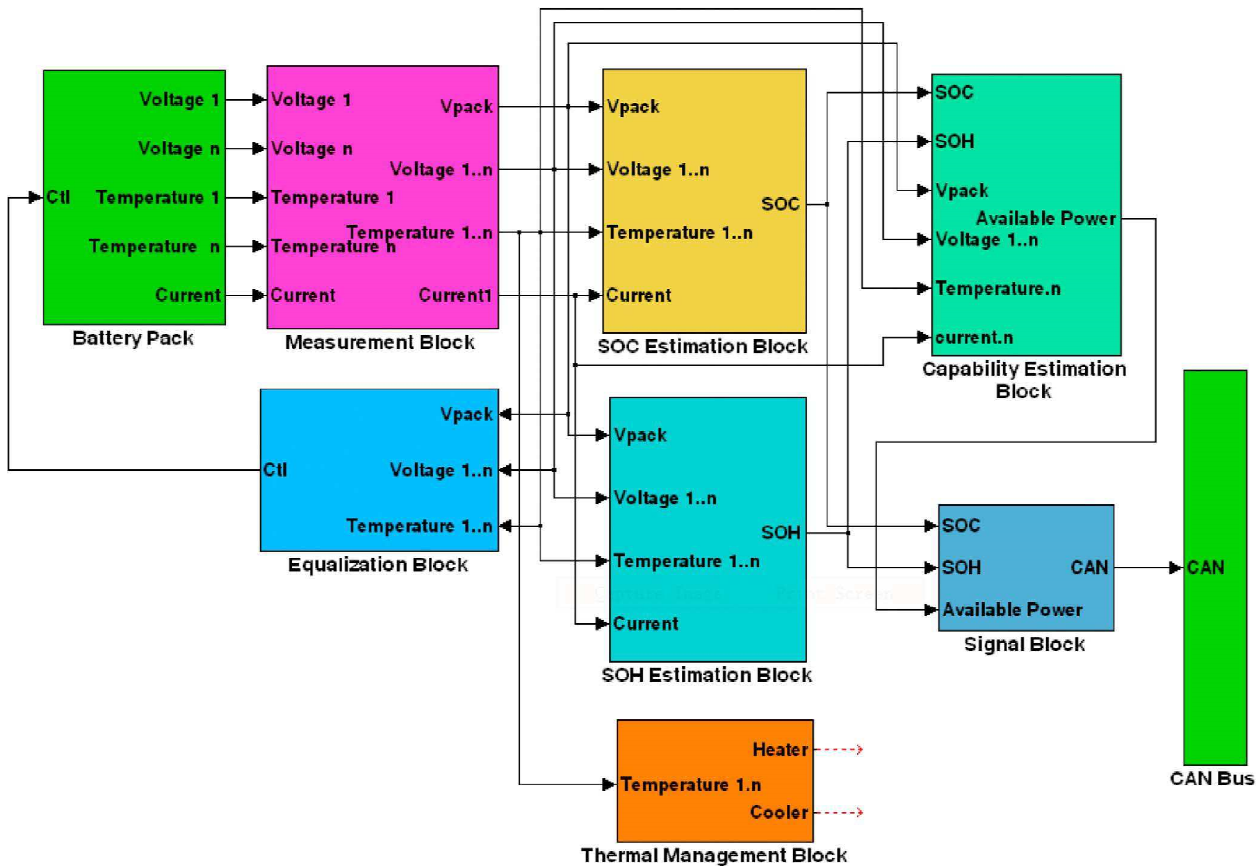 Voltage 1
Voltage n
Ctl
Temperature 1
Temperature n
Current
Battery Pack
Voltage 1
Vpack
Voltage n
Voltage 1..n
Temperature 1
Temperature 1..n
Temperature n
Current
Current1
Measurement Block
Vpack
Voltage 1..n
SOC
Temperature 1..n
Current
SOC Estimation Block
SOC
SOH
Vpack
Available Power
Voltage 1..n
Temperature.n
current.n
Capability Estimation
Block
Vpack
Ctl
Voltage 1..n
Temperature 1..n
Equalization Block
Vpack
Voltage 1..n
SOH
Temperature 1..n
Current
SOH Estimation Block
SOC
SOH
CAN
Available Power
Signal Block
CAN
CAN Bus
Heater
Temperature 1.n
Cooler
Thermal Management Block